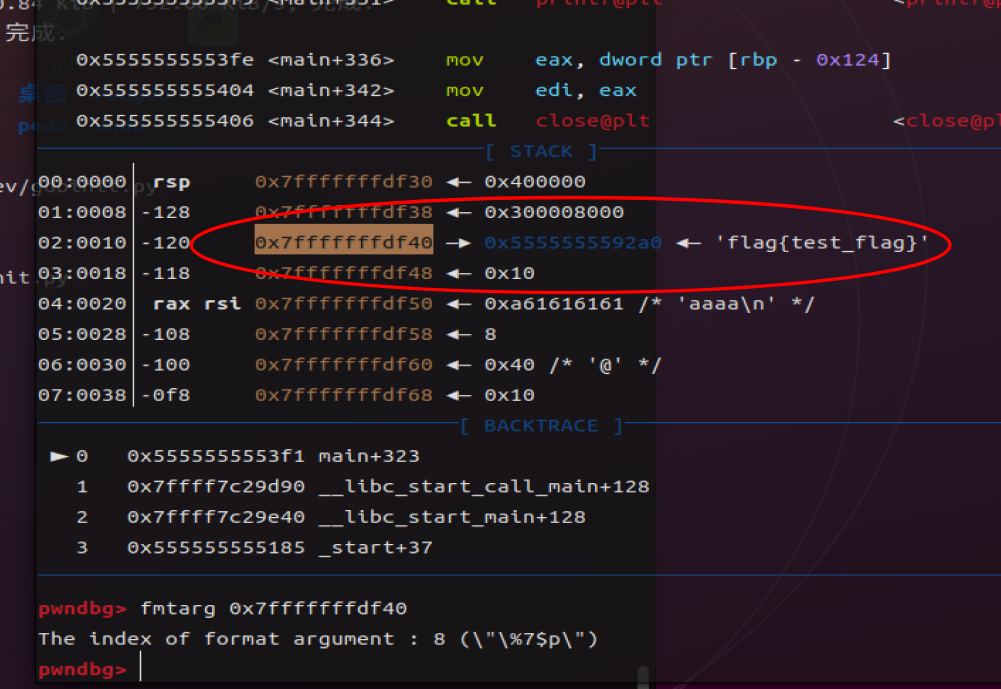 0x5555555553fe <main+336> mov eax, dword ptr [rbp - 0x124]
完成.
0x555555555404 <main+342> mov edi, eax
0x555555555406 <main+344> call close@plt <close@p
[ STACK ]
00:0000│ rsp 0x7fffffffdf30 ◂— 0x400000
01:0008│-128 0x7fffffffdf38 ◂— 0x300008000
02:0010│-120 0x7fffffffdf40 —▸ 0x5555555592a0 ◂— 'flag{test_flag}'
03:0018│-118 0x7fffffffdf48 ◂— 0x10
04:0020│ rax rsi 0x7fffffffdf50 ◂— 0xa61616161 /* 'aaaa\n' */
05:0028│-108 0x7fffffffdf58 ◂— 8
06:0030│-100 0x7fffffffdf60 ◂— 0x40 /* '@' */
07:0038│-0f8 0x7fffffffdf68 ◂— 0x10
[ BACKTRACE ]
► 0 0x5555555553f1 main+323
1 0x7ffff7c29d90 __libc_start_call_main+128
2 0x7ffff7c29e40 __libc_start_main+128
3 0x555555555185 _start+37
pwndbg> fmtarg 0x7fffffffdf40
The index of format argument : 8 (\"\%7$p\")
pwndbg>